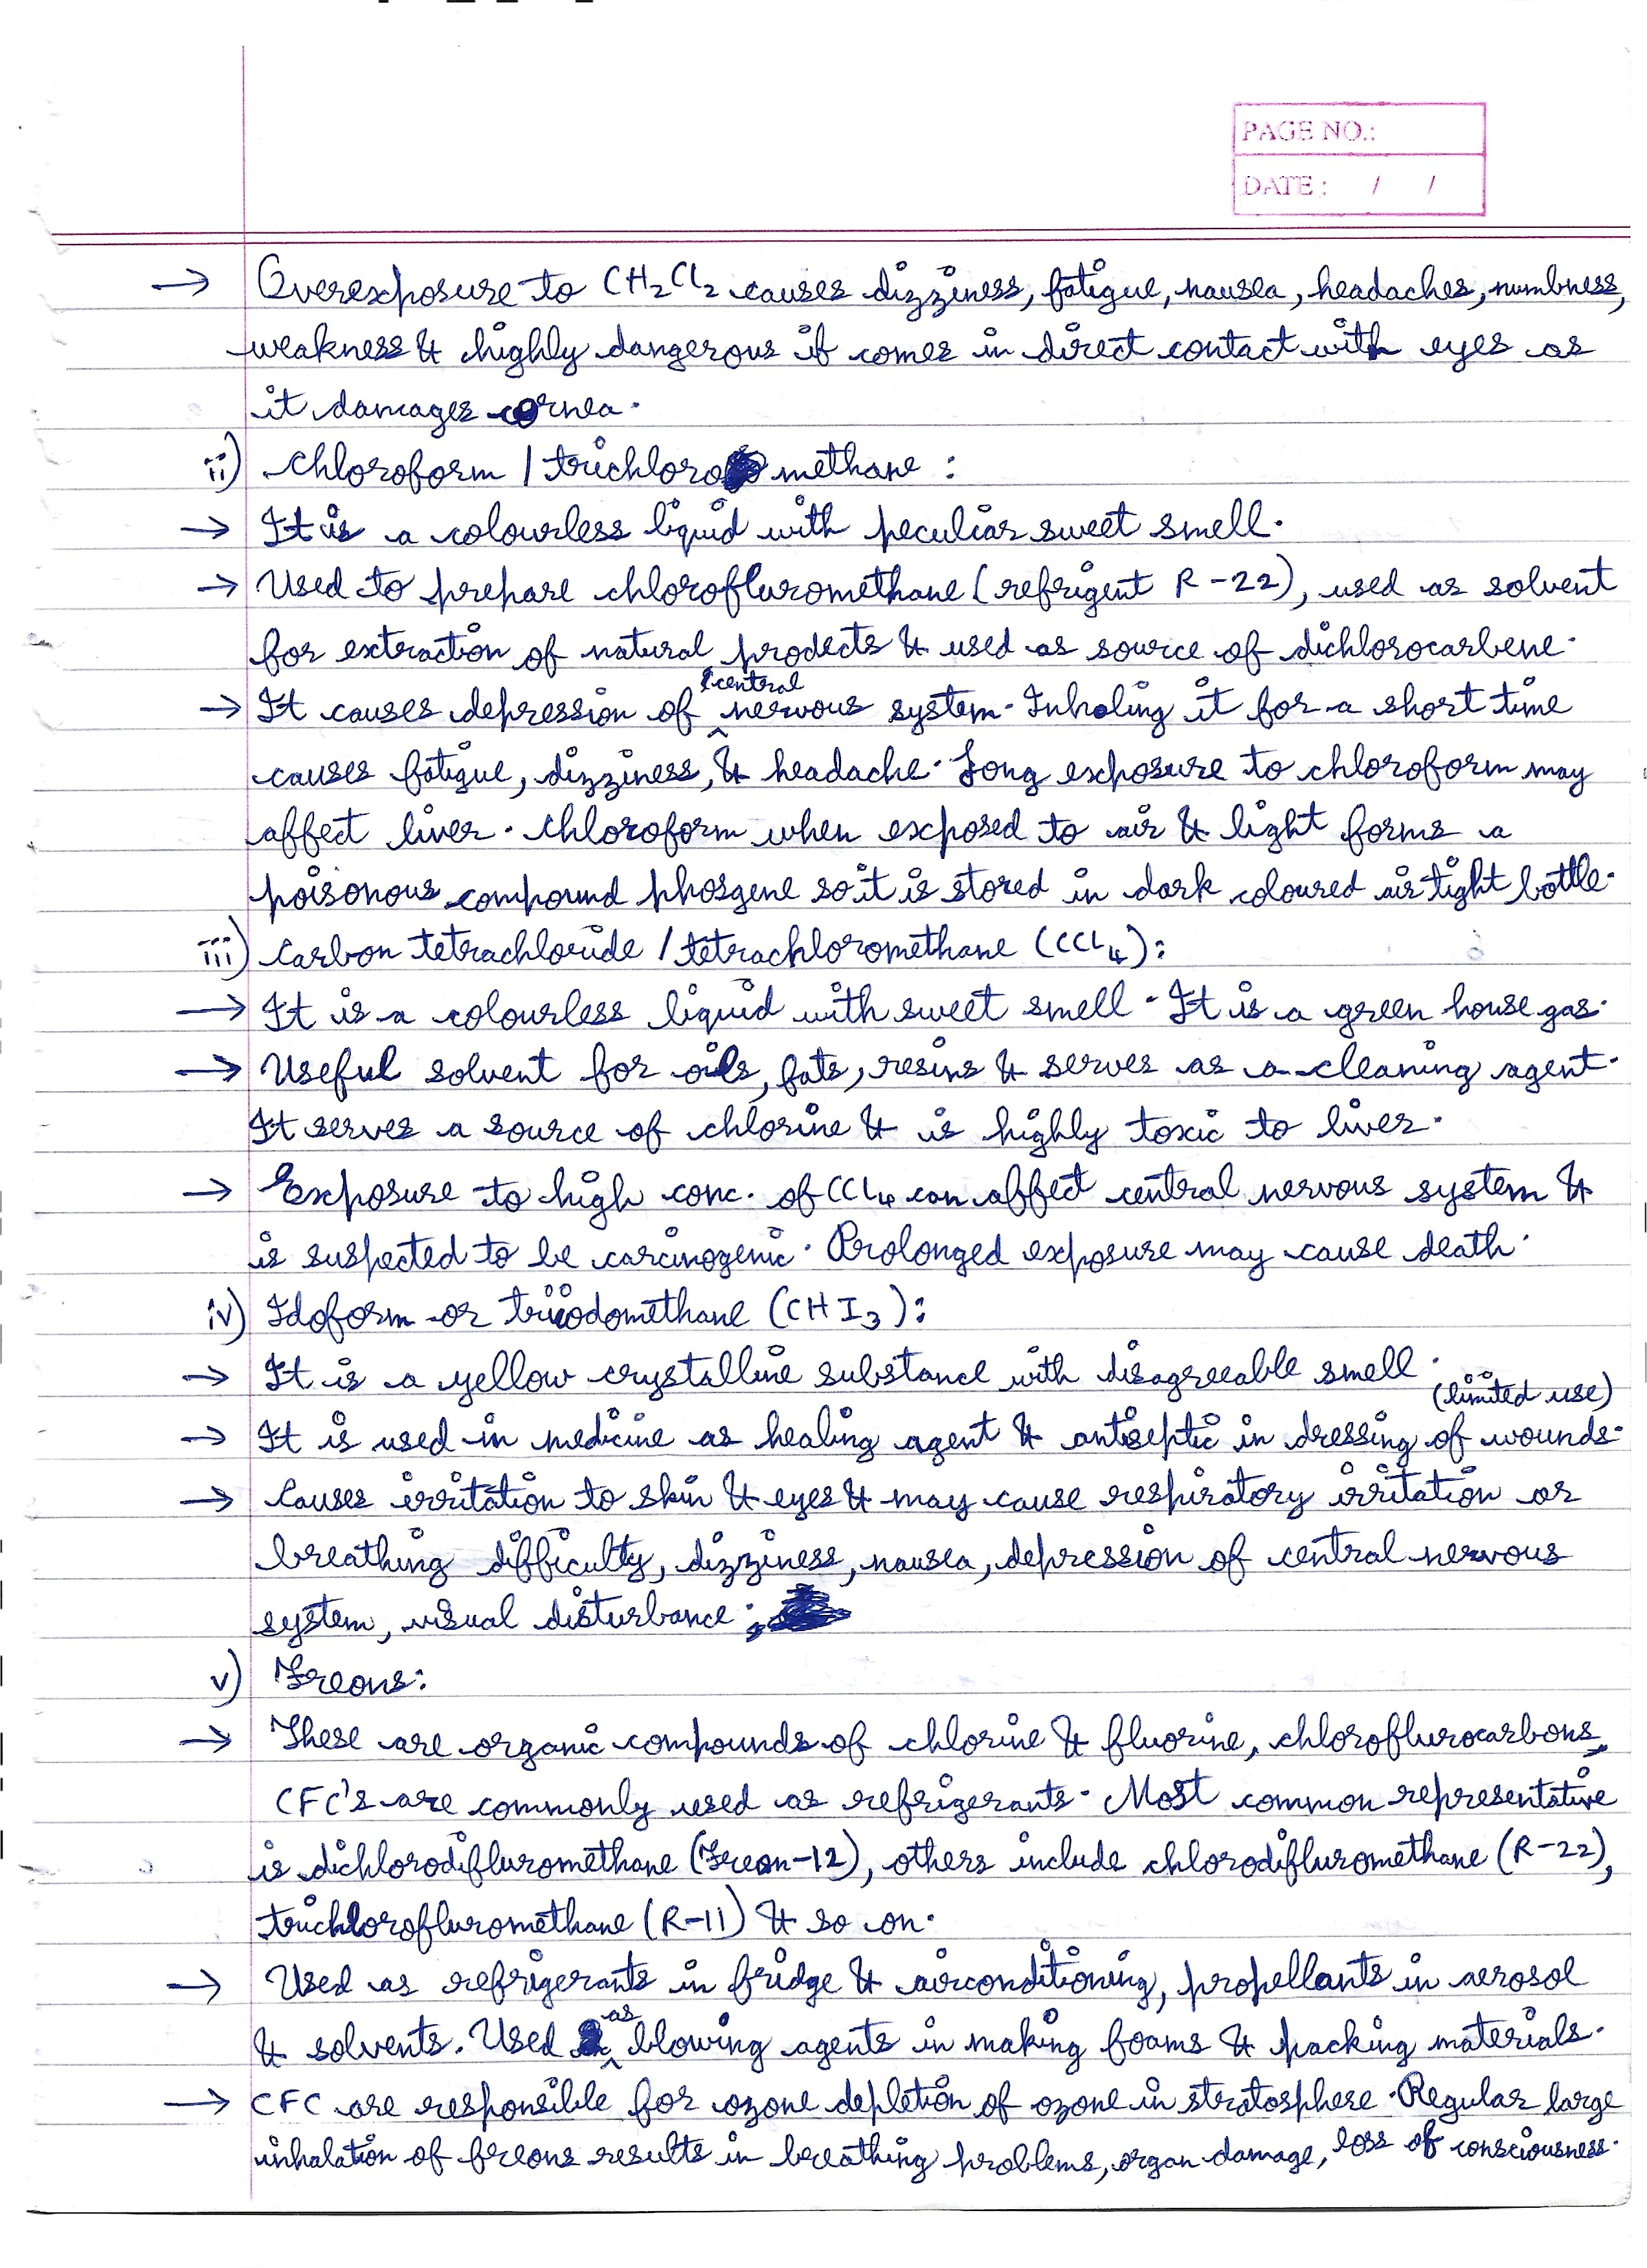 PAGE NO.:
DATE : / /
→ Overexposure to CH₂Cl₂ causes dizziness, fatigue, nausea, headaches, numbness,
weakness & highly dangerous if comes in direct contact with eyes as
it damages cornea.
ii) Chloroform / trichloromethane :
→ It is a colourless liquid with peculiar sweet smell.
→ Used to prepare chlorofluromethane (refrigent R-22), used as solvent
for extraction of natural prodects & used as source of dichlorocarbene.
→ It causes depression of central nervous system. Inhaling it for a short time
causes fatigue, dizziness, & headache. Long exposure to chloroform may
affect liver. Chloroform when exposed to air & light forms a
poisonous compound phosgene so it is stored in dark coloured air tight bottle.
iii) Carbon tetrachloride / tetrachloromethane (CCl₄):
→ It is a colourless liquid with sweet smell. It is a green house gas.
→ Useful solvent for oils, fats, resins & serves as a cleaning agent.
It serves a source of chlorine & is highly toxic to liver.
→ Exposure to high conc. of CCl₄ can affect central nervous system &
is suspected to be carcinogenic. Prolonged exposure may cause death.
iv) Idoform or triiodomethane (CHI₃):
→ It is a yellow crystalline substance with disagreeable smell.
(limited use)
→ It is used in medicine as healing agent & antiseptic in dressing of wounds.
→ Causes irritation to skin & eyes & may cause respiratory irritation or
breathing difficulty, dizziness, nausea, depression of central nervous
system, visual disturbance.
v) Freons:
→ These are organic compounds of chlorine & fluorine, chloroflurocarbons,
CFC's are commonly used as refrigerants. Most common representative
is dichlorodifluromethane (Freon-12), others include chlorodifluromethane (R-22),
trichlorofluromethane (R-11) & so on.
→ Used as refrigerants in fridge & airconditioning, propellants in aerosol
& solvents. Used as blowing agents in making foams & packing materials.
→ CFC are responsible for ozone depletion of ozone in stratosphere. Regular large
inhalation of freons results in breathing problems, organ damage, loss of consciousness.